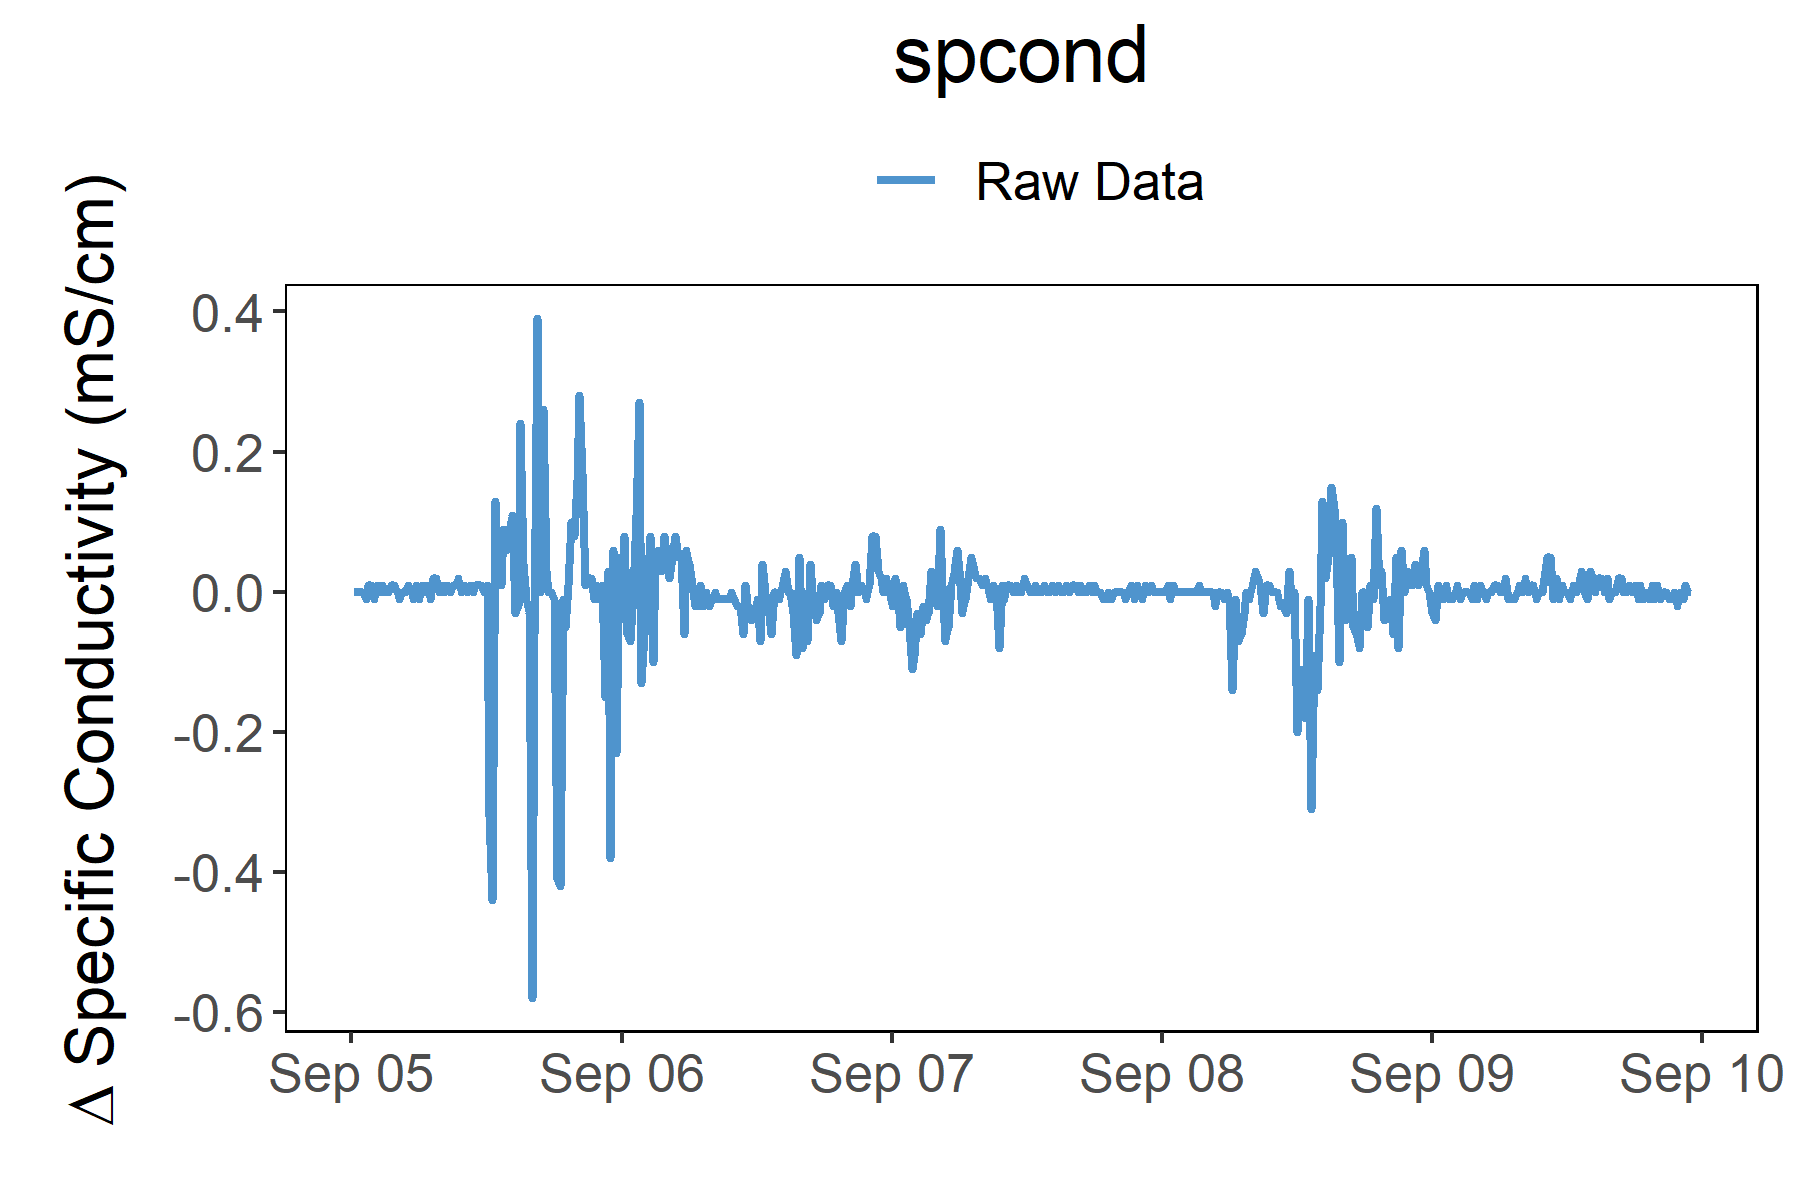 spcond
Raw Data
Δ Specific Conductivity (mS/cm)
0.4
0.2
0.0
-0.2
-0.4
-0.6
Sep 05 Sep 06 Sep 07 Sep 08 Sep 09 Sep 10